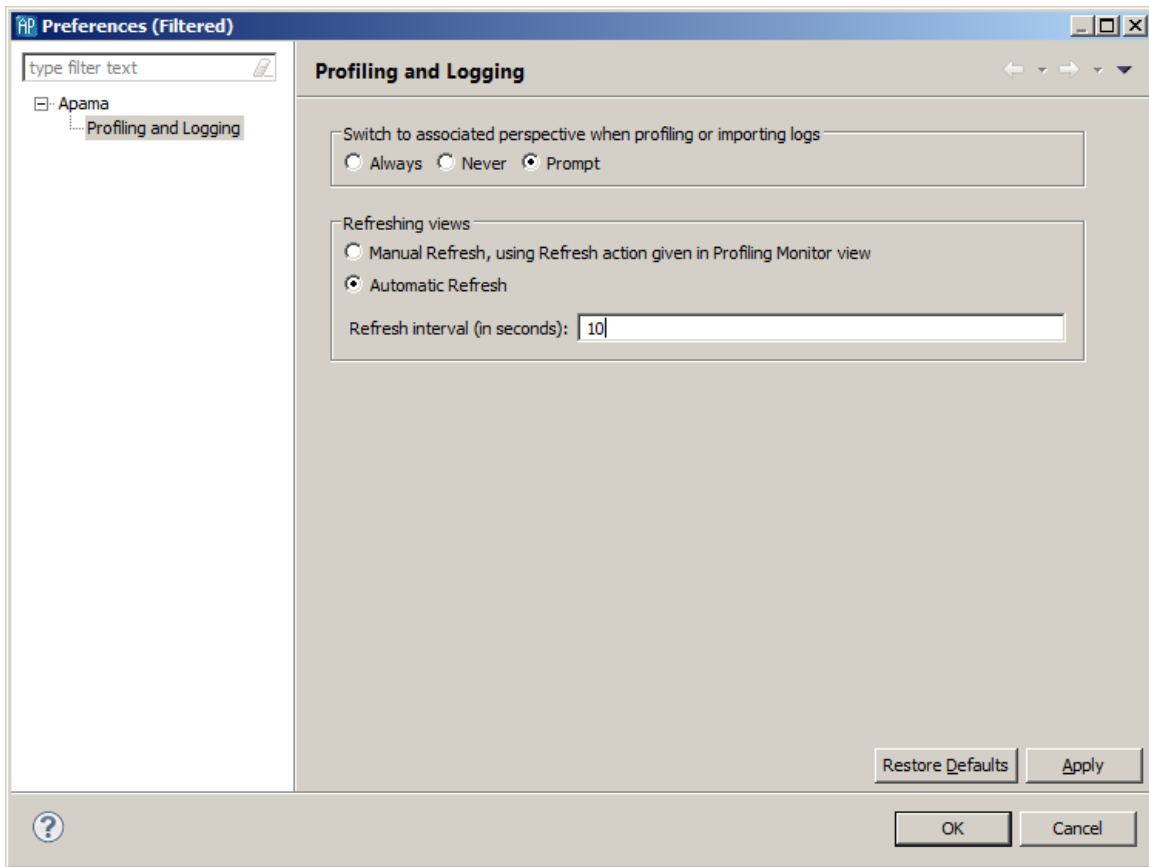 AP Preferences (Filtered)
type filter text
Profiling and Logging
Apama
Profiling and Logging
Switch to associated perspective when profiling or importing logs
Always Never Prompt
Refreshing views
Manual Refresh, using Refresh action given in Profiling Monitor view
Automatic Refresh
Refresh interval (in seconds): 10
Restore Defaults Apply
? OK Cancel